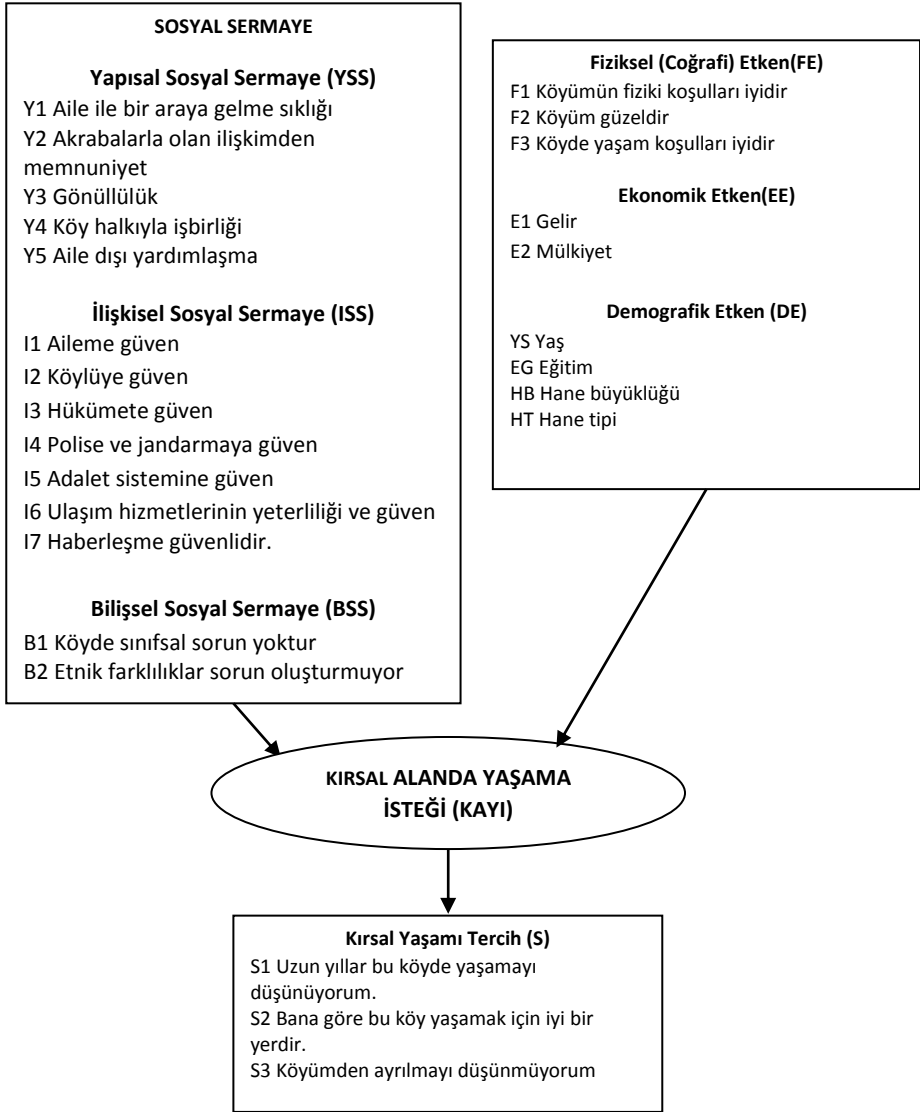 SOSYAL SERMAYE
Yapısal Sosyal Sermaye (YSS)
Y1 Aile ile bir araya gelme sıklığı
Y2 Akrabalarla olan ilişkimden
memnuniyet
Y3 Gönüllülük
Y4 Köy halkıyla işbirliği
Y5 Aile dışı yardımlaşma
İlişkisel Sosyal Sermaye (ISS)
I1 Aileme güven
I2 Köylüye güven
I3 Hükümete güven
I4 Polise ve jandarmaya güven
I5 Adalet sistemine güven
I6 Ulaşım hizmetlerinin yeterliliği ve güven
I7 Haberleşme güvenlidir.
Bilişsel Sosyal Sermaye (BSS)
B1 Köyde sınıfsal sorun yoktur
B2 Etnik farklılıklar sorun oluşturmuyor
Fiziksel (Coğrafi) Etken(FE)
F1 Köyümün fiziki koşulları iyidir
F2 Köyüm güzeldir
F3 Köyde yaşam koşulları iyidir
Ekonomik Etken(EE)
E1 Gelir
E2 Mülkiyet
Demografik Etken (DE)
YS Yaş
EG Eğitim
HB Hane büyüklüğü
HT Hane tipi
KIRSAL ALANDA YAŞAMA
İSTEĞİ (KAYI)
Kırsal Yaşamı Tercih (S)
S1 Uzun yıllar bu köyde yaşamayı
düşünüyorum.
S2 Bana göre bu köy yaşamak için iyi bir
yerdir.
S3 Köyümden ayrılmayı düşünmüyorum